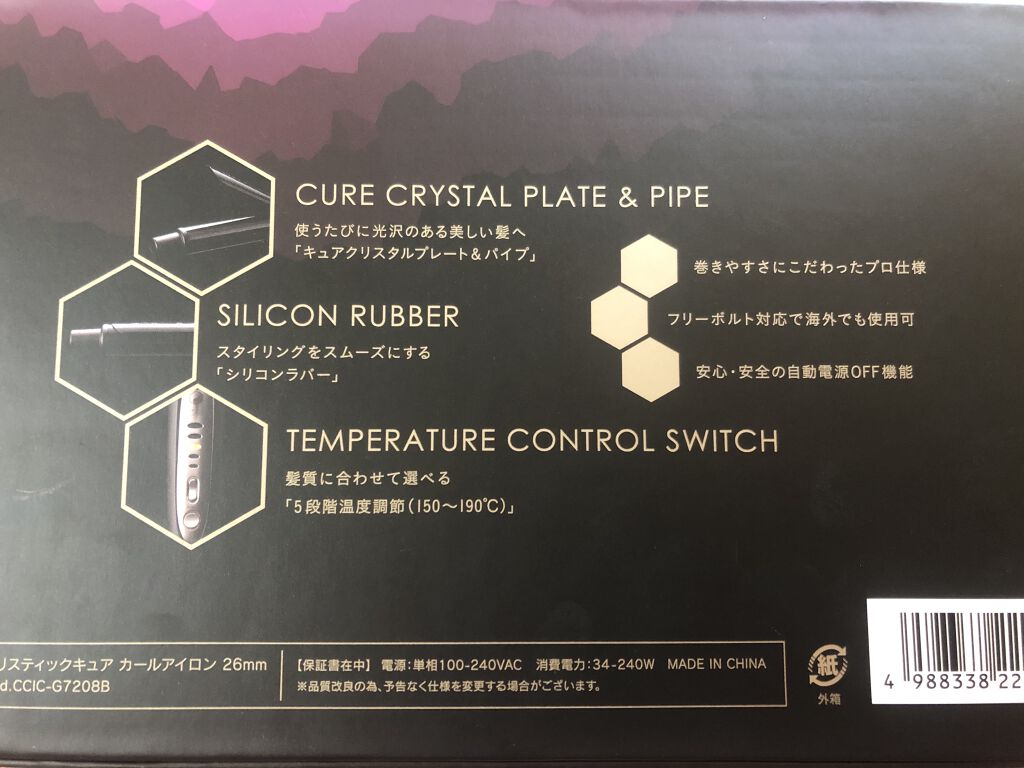 CURE CRYSTAL PLATE & PIPE
使うたびに光沢のある美しい髪へ
「キュアクリスタルプレート&パイプ」
SILICON RUBBER
スタイリングをスムーズにする
「シリコンラバー」
TEMPERATURE CONTROL SWITCH
髪質に合わせて選べる
「5段階温度調節(150～190℃)」
巻きやすさにこだわったプロ仕様
フリーボルト対応で海外でも使用可
安心・安全の自動電源OFF機能
リスティックキュア カールアイロン 26mm
d.CCIC-G7208B
【保証書在中】 電源:単相100-240VAC 消費電力:34-240W MADE IN CHINA
※品質改良の為、予告なく仕様を変更する場合がございます。
紙
外箱
4 988338 22